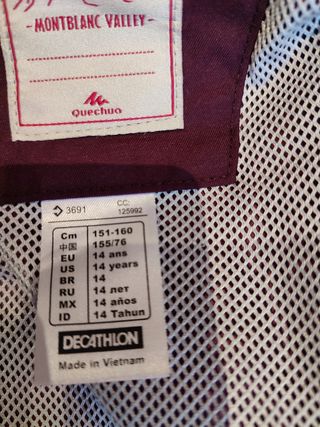 - MONTBLANC VALLEY -
Quechua
3691
CC:
125992
Cm 151-160
中国 155/76
EU 14 ans
US 14 years
BR 14
RU 14 лет
MX 14 años
ID 14 Tahun
DECATHLON
Made in Vietnam